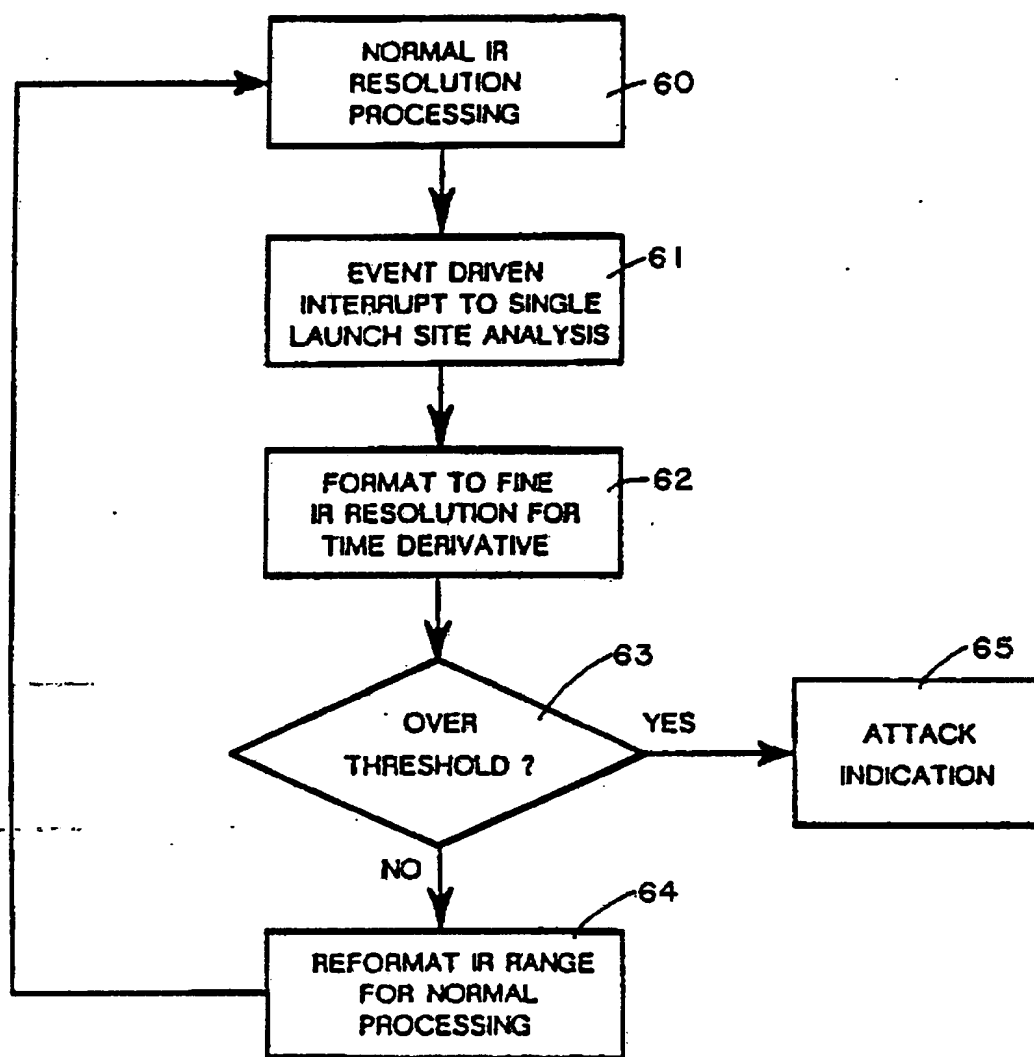 NORMAL IR
RESOLUTION
PROCESSING
60
EVENT DRIVEN
INTERRUPT TO SINGLE
LAUNCH SITE ANALYSIS
61
FORMAT TO FINE
IR RESOLUTION FOR
TIME DERIVATIVE
62
OVER
THRESHOLD ?
63
YES
ATTACK
INDICATION
65
NO
REFORMAT IR RANGE
FOR NORMAL
PROCESSING
64